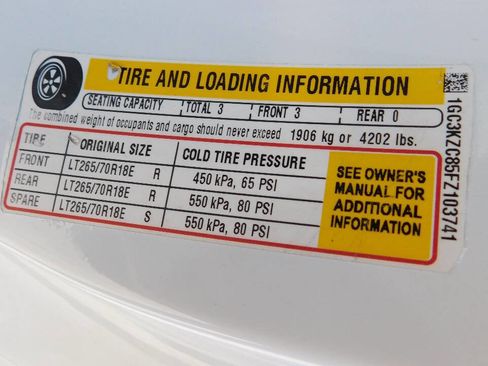 TIRE AND LOADING INFORMATION
SEATING CAPACITY TOTAL 3 FRONT 3 REAR 0
The combined weight of occupants and cargo should never exceed 1906 kg or 4202 lbs.
TIRE ORIGINAL SIZE COLD TIRE PRESSURE
FRONT LT265/70R18E R 450 kPa, 65 PSI
REAR LT265/70R18E R 550 kPa, 80 PSI
SPARE LT265/70R18E S 550 kPa, 80 PSI
SEE OWNER'S
MANUAL FOR
ADDITIONAL
INFORMATION
1GC3KZC85FZ103741